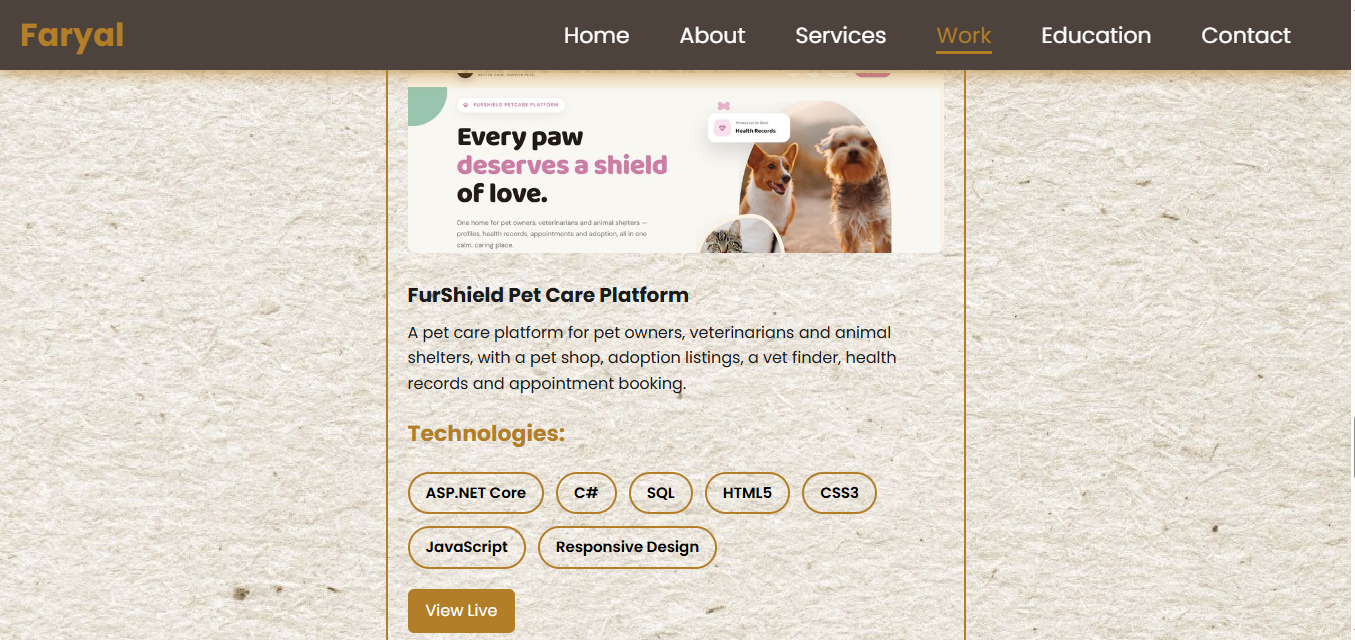 Faryal
Home
About
Services
Work
Education
Contact
FURSHIELD PETCARE PLATFORM
Every paw
deserves a shield
of love.
Always up to date
Health Records
One home for pet owners, veterinarians and animal shelters —
profiles, health records, appointments and adoption, all in one
calm, caring place.
FurShield Pet Care Platform
A pet care platform for pet owners, veterinarians and animal
shelters, with a pet shop, adoption listings, a vet finder, health
records and appointment booking.
Technologies:
ASP.NET Core
C#
SQL
HTML5
CSS3
JavaScript
Responsive Design
View Live